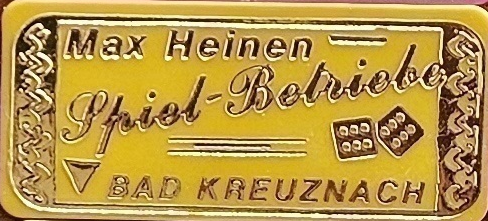 Max Heinen
Spiel-Betriebe
BAD KREUZNACH